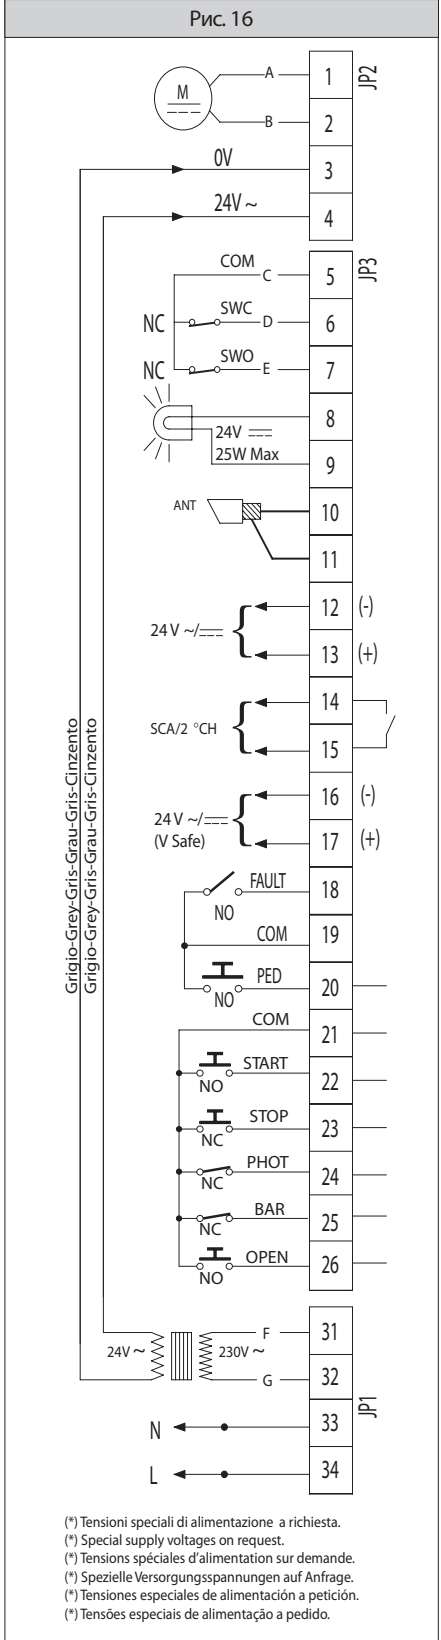 Рис. 16
M
A
1
JP2
B
2
0V
3
24V ~
4
COM
C
5
JP3
NC
SWC
D
6
NC
SWO
E
7
8
24V
25W Max
9
ANT
10
11
12 (-)
24 V ~/
13 (+)
14
SCA/2 °CH
15
16 (-)
24 V ~/
(V Safe)
17 (+)
FAULT
18
NO
COM
19
PED
20
NO
COM
21
START
22
NO
STOP
23
NC
PHOT
24
NC
BAR
25
NC
OPEN
26
NO
Grigio-Grey-Gris-Grau-Gris-Cinzento
Grigio-Grey-Gris-Grau-Gris-Cinzento
F
31
24V ~
230V ~
G
32
JP1
N
33
L
34
(*) Tensioni speciali di alimentazione a richiesta.
(*) Special supply voltages on request.
(*) Tensions spéciales d'alimentation sur demande.
(*) Spezielle Versorgungsspannungen auf Anfrage.
(*) Tensiones especiales de alimentación a petición.
(*) Tensões especiais de alimentação a pedido.